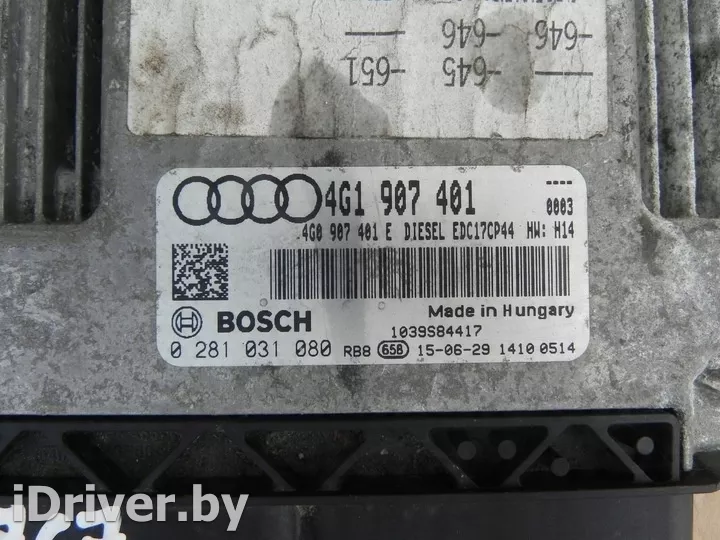 -646 -646
-645 -651
4G1 907 401
----
0003
4G0 907 401 E DIESEL EDC17CP44 HW: H14
BOSCH
Made in Hungary
1039S84417
0 281 031 080 RB8 658 15-06-29 1410 0514
iDriver.by